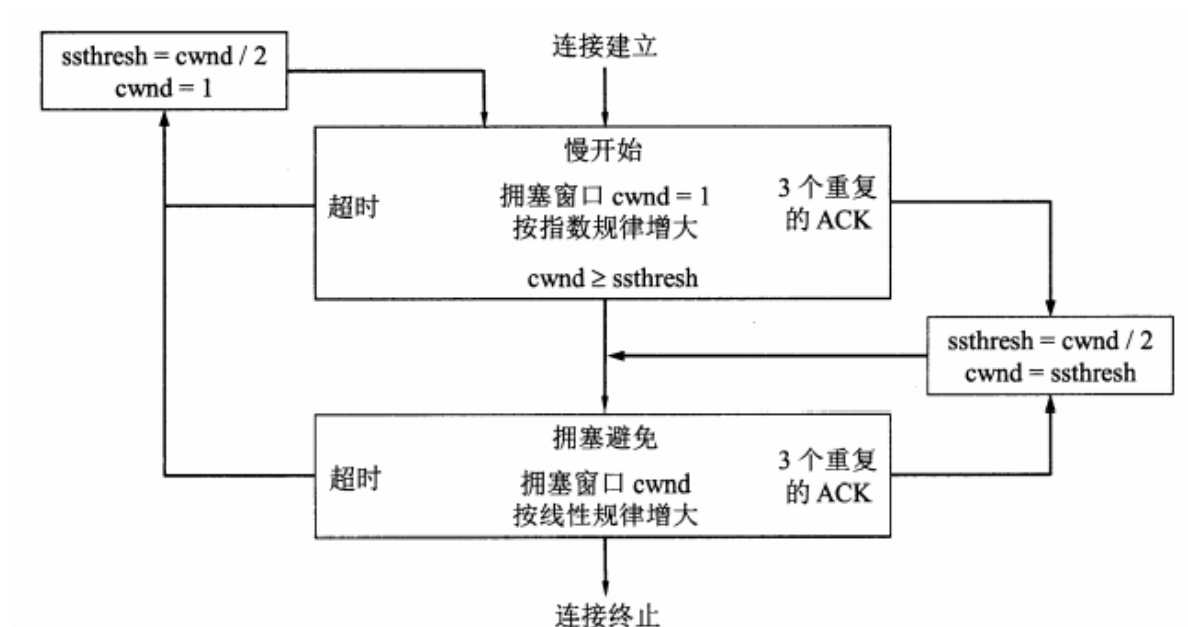 ssthresh = cwnd / 2
cwnd = 1
连接建立
慢开始
超时
拥塞窗口 cwnd = 1
按指数规律增大
3 个重复
的 ACK
cwnd ≥ ssthresh
ssthresh = cwnd / 2
cwnd = ssthresh
拥塞避免
超时
拥塞窗口 cwnd
按线性规律增大
3 个重复
的 ACK
连接终止